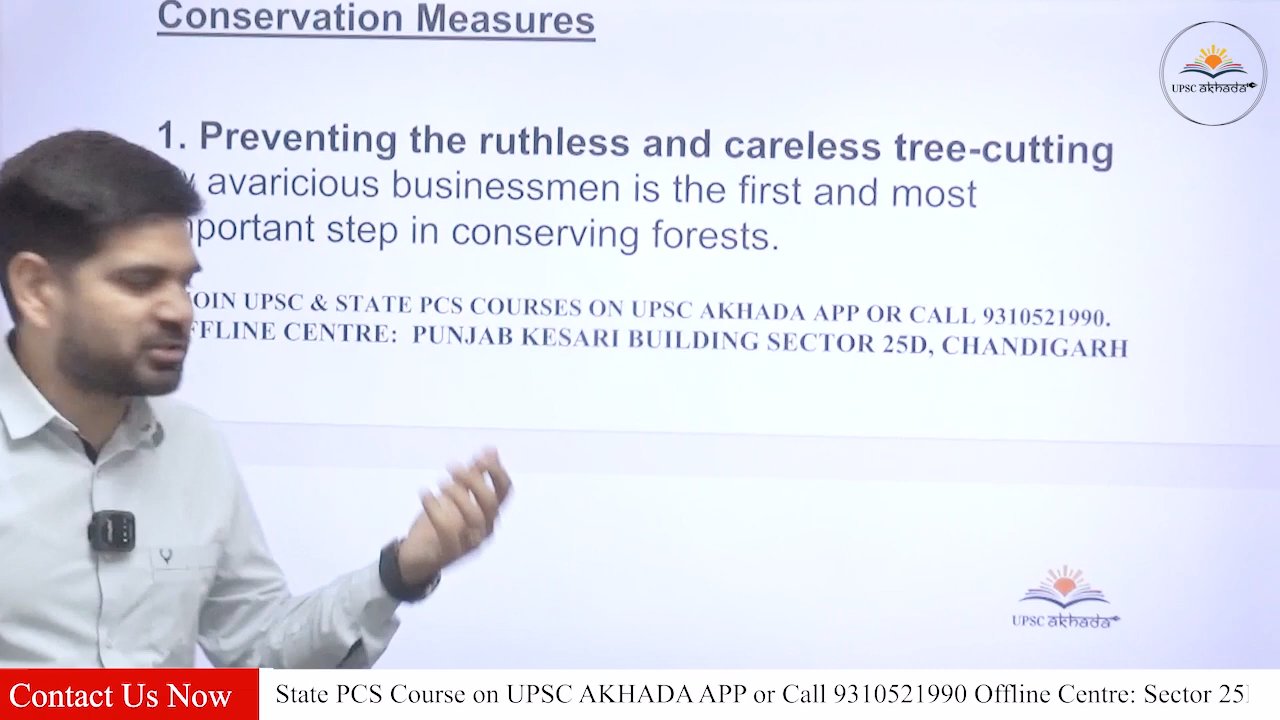 Conservation Measures
UPSC akhada
1. Preventing the ruthless and careless tree-cutting
avaricious businessmen is the first and most
step in conserving forests.
UPSC & STATE PCS COURSES ON UPSC AKHADA APP OR CALL 9310521990.
CENTRE: PUNJAB KESARI BUILDING SECTOR 25D, CHANDIGARH
UPSC akhada
Contact Us Now
State PCS Course on UPSC AKHADA APP or Call 9310521990 Offline Centre: Sector 25